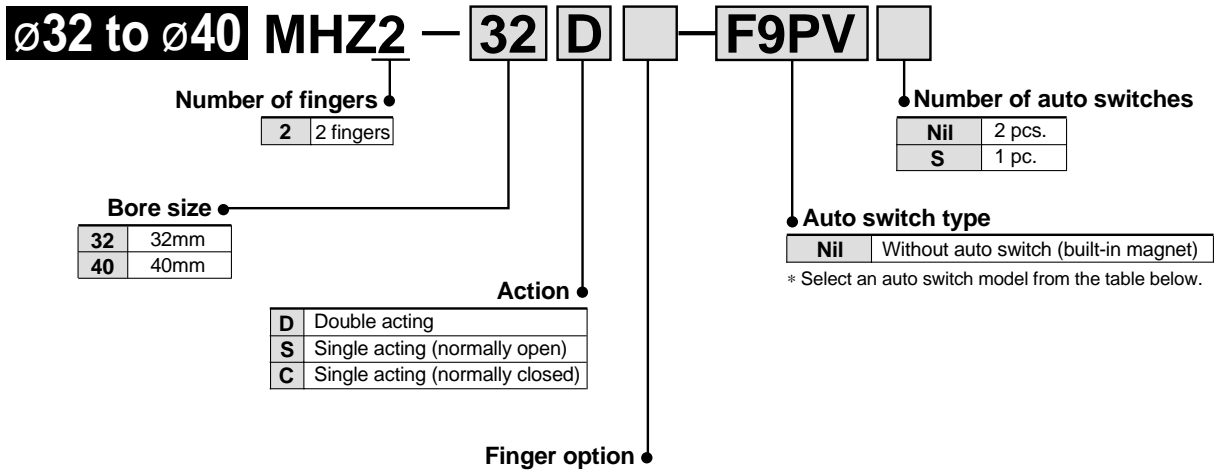 ø32 to ø40 MHZ2 — 32 D — F9PV
Number of fingers
2 2 fingers
Number of auto switches
Nil 2 pcs.
S 1 pc.
Bore size
32 32mm
40 40mm
Auto switch type
Nil Without auto switch (built-in magnet)
∗ Select an auto switch model from the table below.
Action
D Double acting
S Single acting (normally open)
C Single acting (normally closed)
Finger option